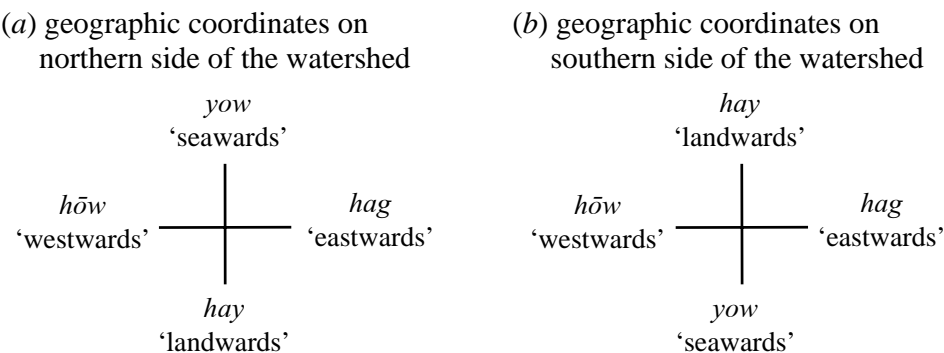 (a) geographic coordinates on
northern side of the watershed
yow
‘seawards’
hōw
‘westwards’
hag
‘eastwards’
hay
‘landwards’
(b) geographic coordinates on
southern side of the watershed
hay
‘landwards’
hōw
‘westwards’
hag
‘eastwards’
yow
‘seawards’